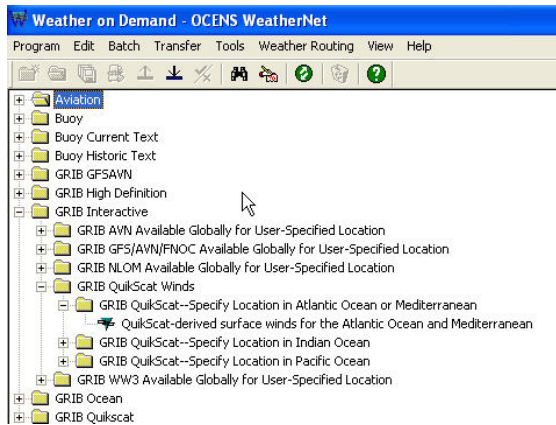 Weather on Demand - OCENS WeatherNet
Program Edit Batch Transfer Tools Weather Routing View Help
Aviation
Buoy
Buoy Current Text
Buoy Historic Text
GRIB GFSAVN
GRIB High Definition
GRIB Interactive
GRIB AVN Available Globally for User-Specified Location
GRIB GFS/AVN/FNOC Available Globally for User-Specified Location
GRIB NLOM Available Globally for User-Specified Location
GRIB QuikScat Winds
GRIB QuikScat--Specify Location in Atlantic Ocean or Mediterranean
QuikScat-derived surface winds for the Atlantic Ocean and Mediterranean
GRIB QuikScat--Specify Location in Indian Ocean
GRIB QuikScat--Specify Location in Pacific Ocean
GRIB WW3 Available Globally for User-Specified Location
GRIB Ocean
GRIB Quikscat